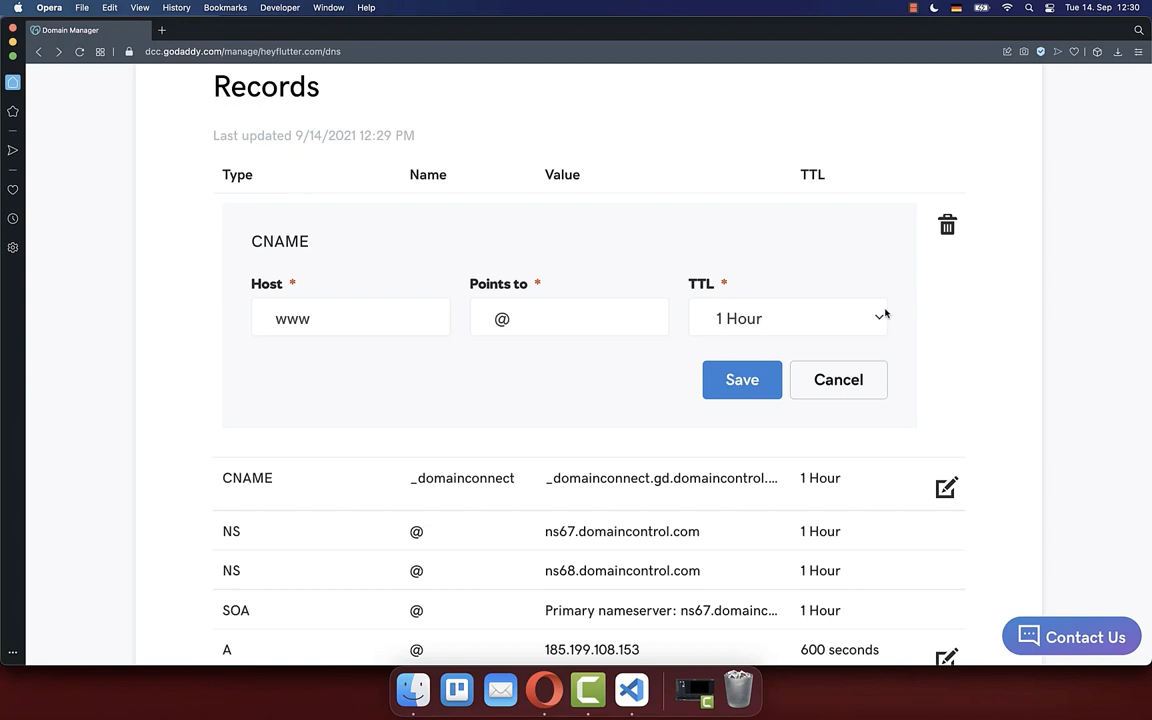 Opera File Edit View History Bookmarks Developer Window Help Tue 14. Sep 12:30
Domain Manager
dcc.godaddy.com/manage/heyflutter.com/dns
Records
Last updated 9/14/2021 12:29 PM
Type Name Value TTL
CNAME
Host * Points to * TTL *
www @ 1 Hour
Save Cancel
CNAME _domainconnect _domainconnect.gd.domaincontrol.... 1 Hour
NS @ ns67.domaincontrol.com 1 Hour
NS @ ns68.domaincontrol.com 1 Hour
SOA @ Primary nameserver: ns67.domainc... 1 Hour
Contact Us
A @ 185.199.108.153 600 seconds